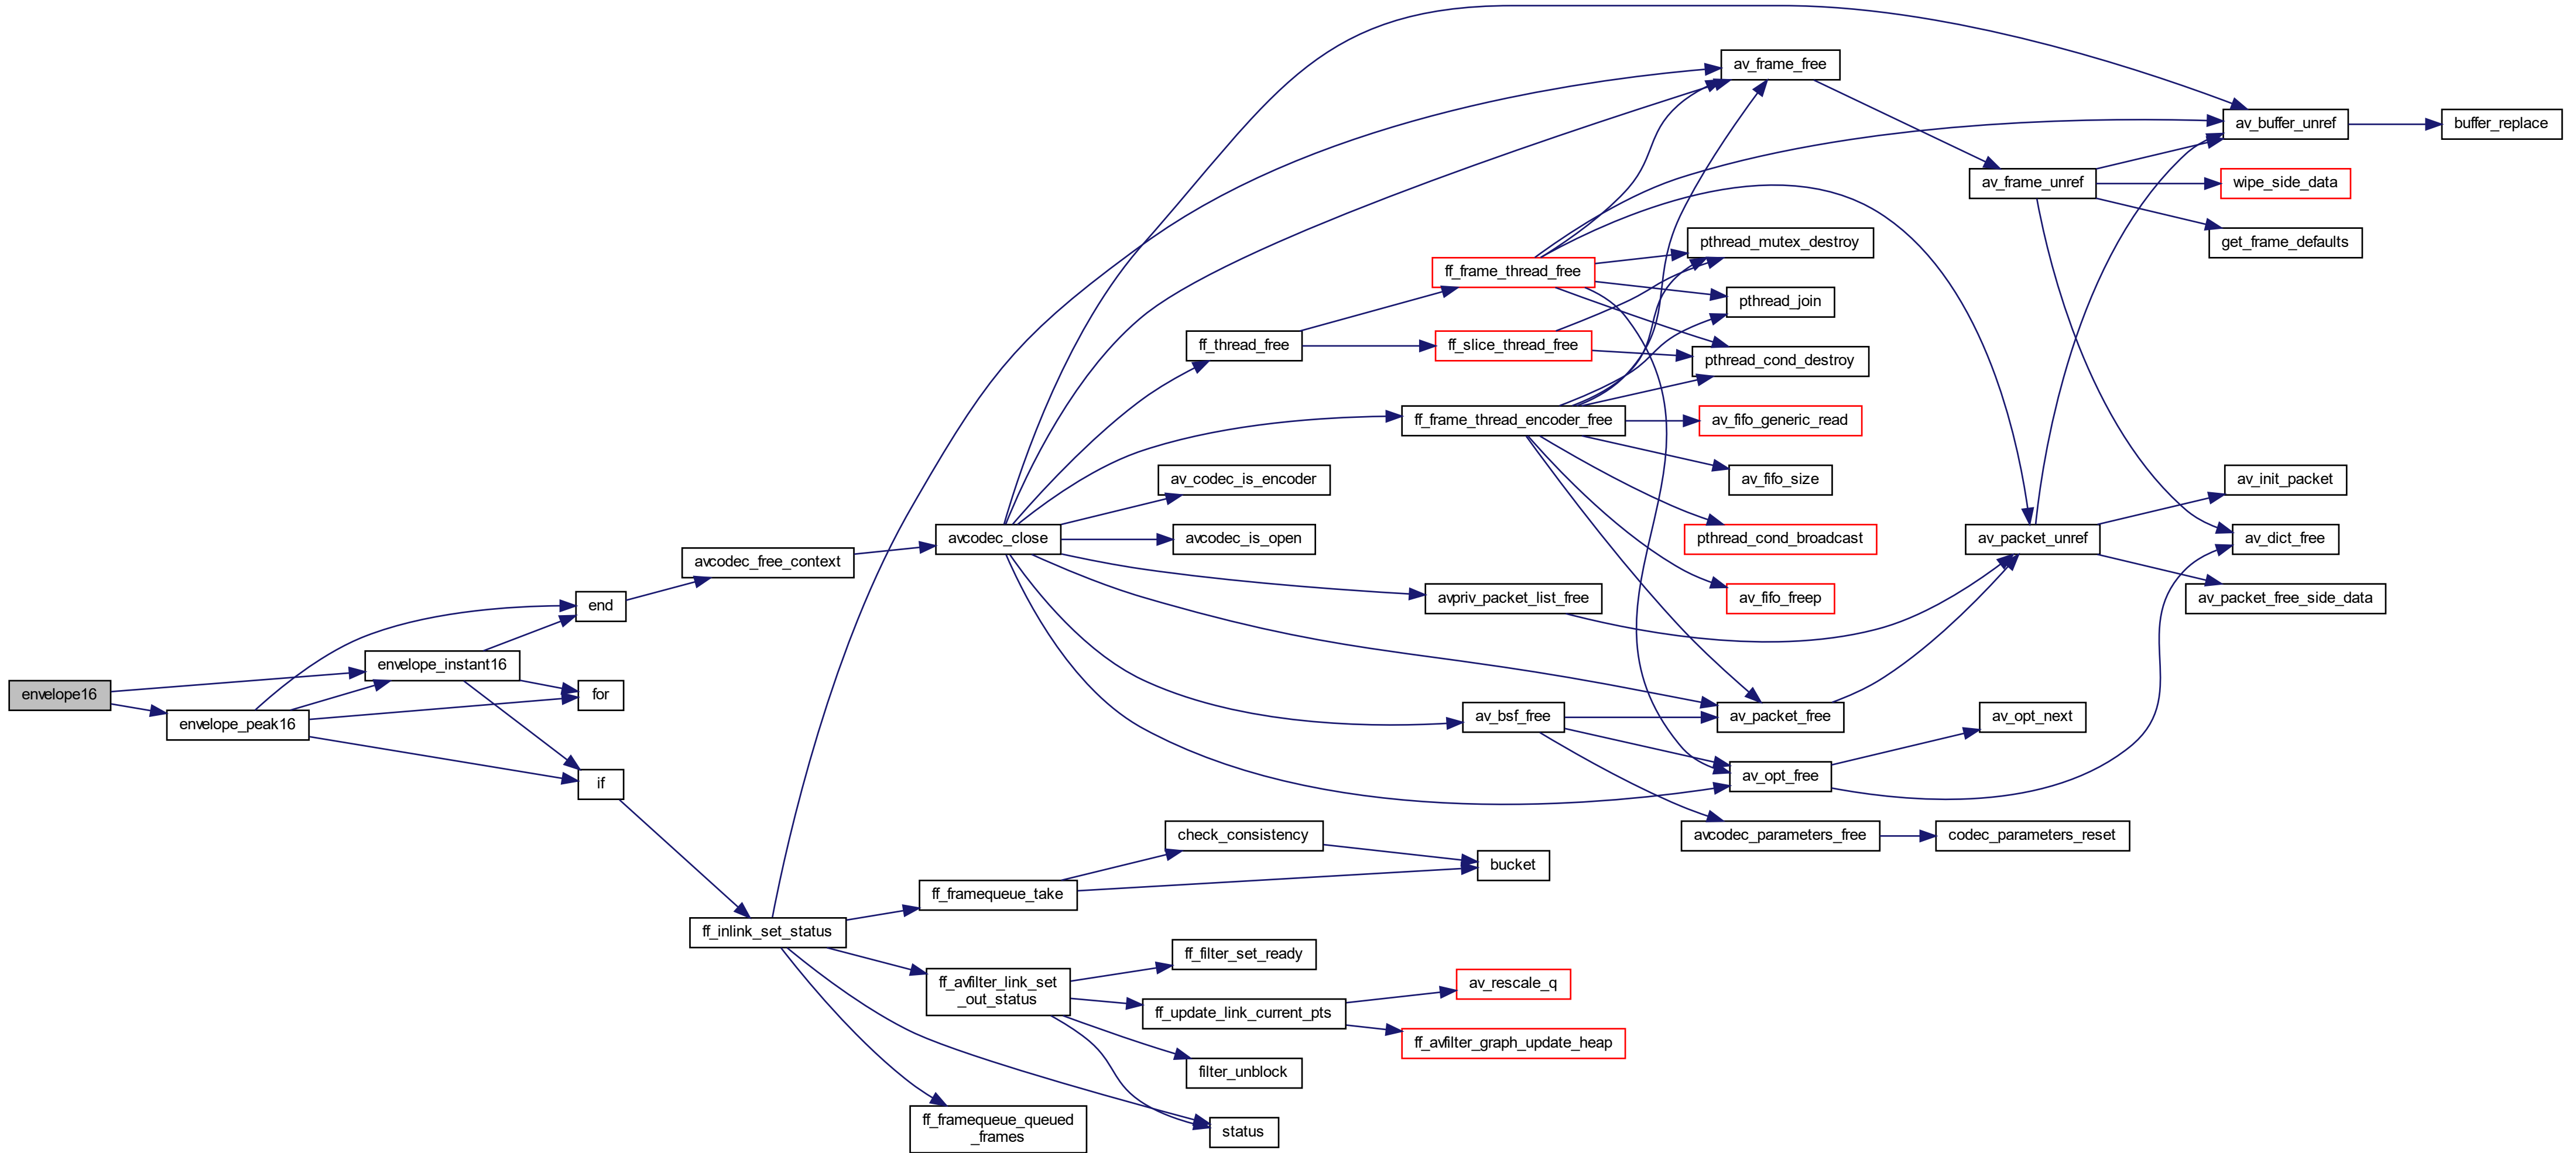 envelope16
envelope_peak16
envelope_instant16
end
for
if
avcodec_free_context
ff_inlink_set_status
avcodec_close
ff_framequeue_take
ff_avfilter_link_set
_out_status
ff_framequeue_queued
_frames
ff_thread_free
av_codec_is_encoder
avcodec_is_open
check_consistency
ff_filter_set_ready
ff_update_link_current_pts
filter_unblock
status
ff_frame_thread_free
ff_slice_thread_free
ff_frame_thread_encoder_free
avpriv_packet_list_free
av_bsf_free
bucket
av_rescale_q
ff_avfilter_graph_update_heap
av_frame_free
pthread_mutex_destroy
pthread_join
pthread_cond_destroy
av_fifo_generic_read
av_fifo_size
pthread_cond_broadcast
av_fifo_freep
av_packet_free
av_opt_free
avcodec_parameters_free
av_frame_unref
av_packet_unref
av_opt_next
codec_parameters_reset
av_buffer_unref
wipe_side_data
get_frame_defaults
av_init_packet
av_dict_free
av_packet_free_side_data
buffer_replace